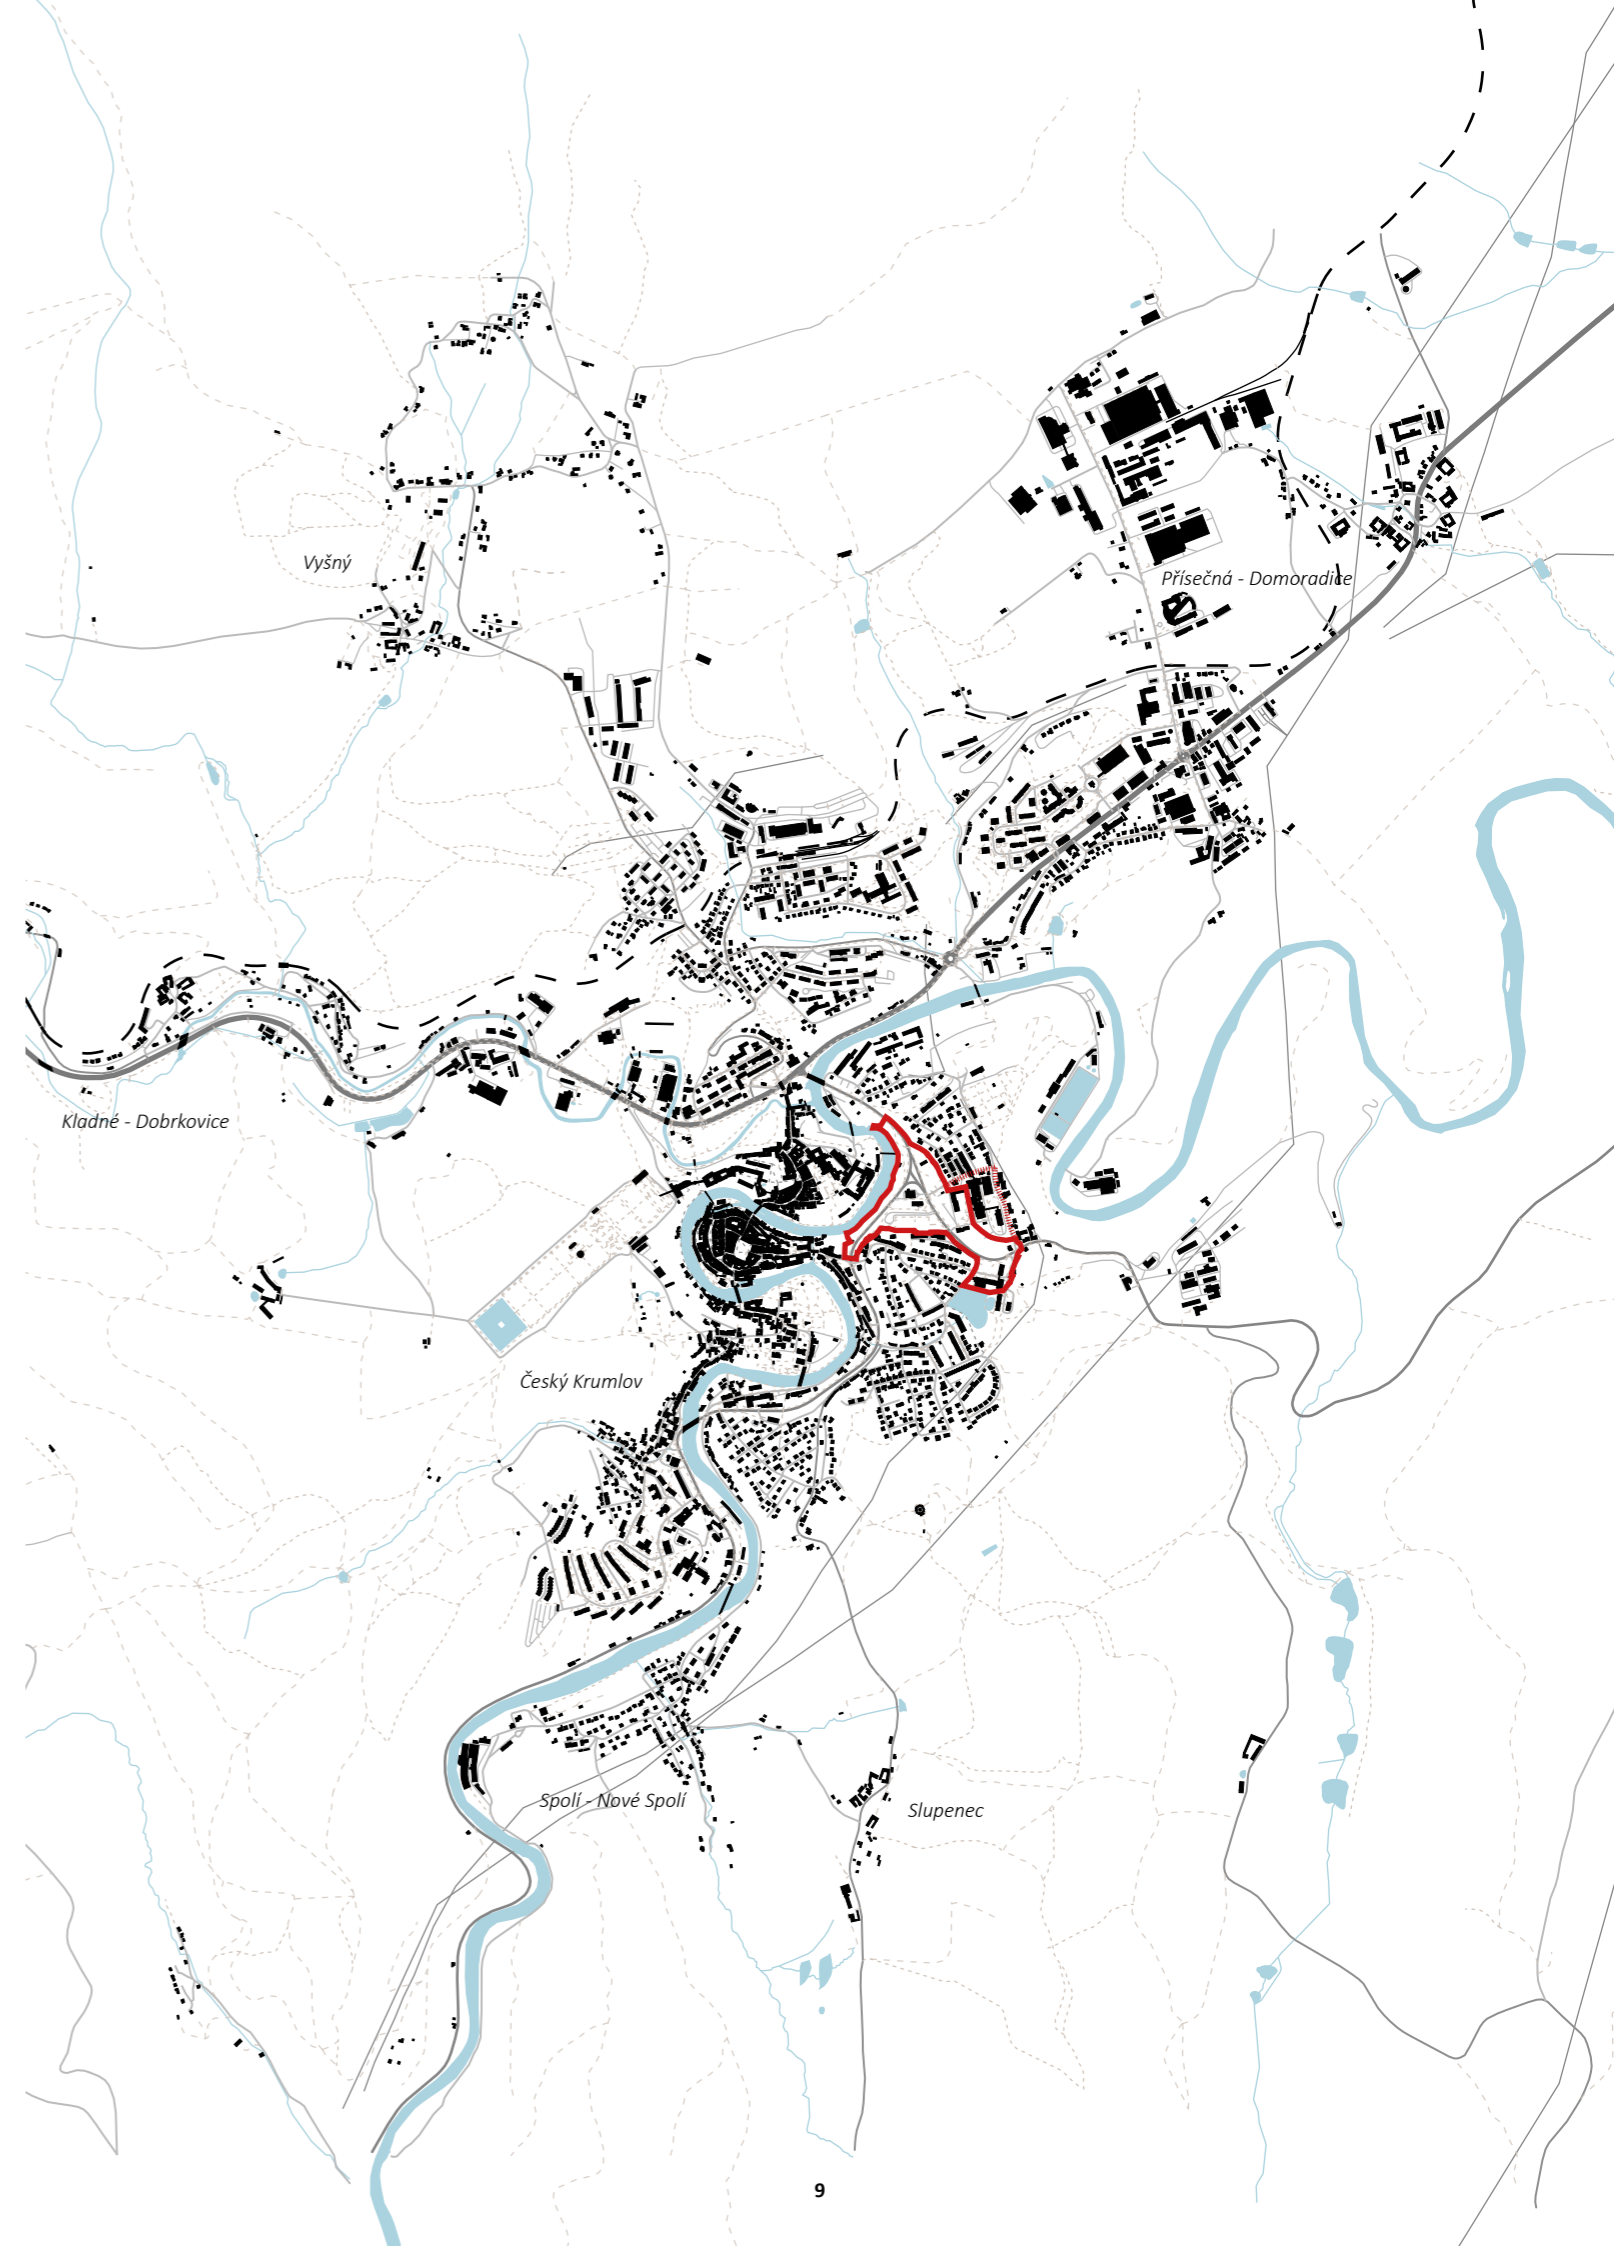 Vyšný
Přísečná - Domoradice
Kladné - Dobrkovice
Český Krumlov
Spolí - Nové Spolí
Slupenec
9